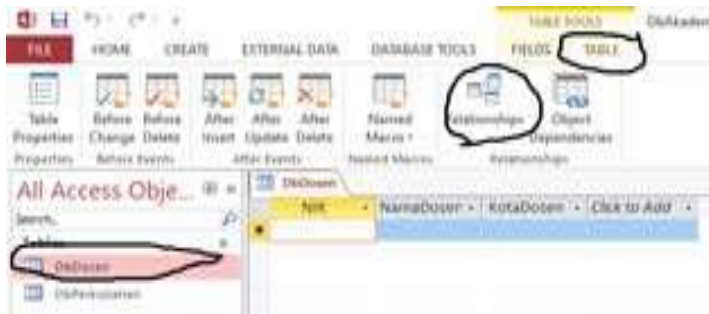 TABLE TOOLS DbAkadem
FILE HOME CREATE EXTERNAL DATA DATABASE TOOLS FIELDS TABLE
Table Properties
Before Change
Before Delete
After Insert
After Update
After Delete
Named Macro
Relationships
Object Dependencies
Properties Before Events After Events Named Macros Relationships
All Access Obje...
Search...
Tables
DbDosen
DbDosen
NIK NamaDosen KotaDosen Click to Add